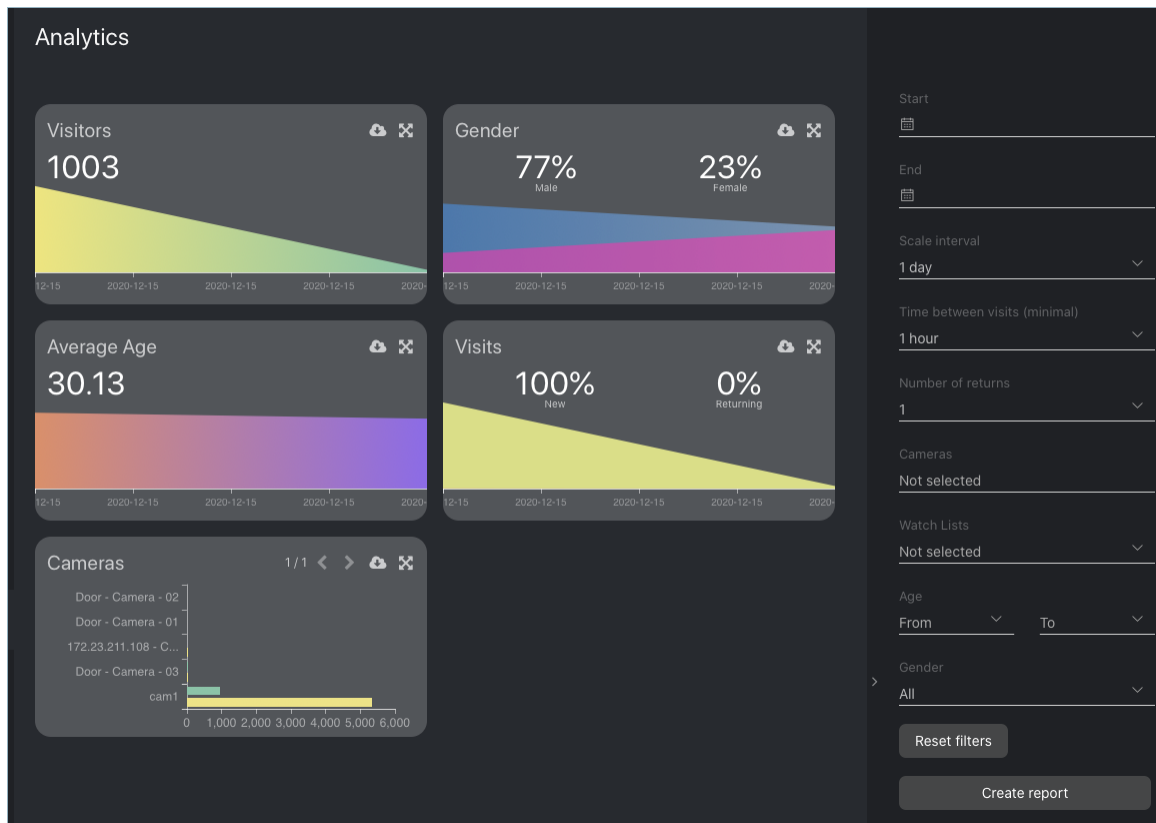 Analytics
Visitors
1003
12-15 2020-12-15 2020-12-15 2020-12-15 2020-
Gender
77% 23%
Male Female
12-15 2020-12-15 2020-12-15 2020-12-15 2020-
Average Age
30.13
12-15 2020-12-15 2020-12-15 2020-12-15 2020-
Visits
100% 0%
New Returning
12-15 2020-12-15 2020-12-15 2020-12-15 2020-
Cameras 1 / 1
Door - Camera - 02
Door - Camera - 01
172.23.211.108 - C...
Door - Camera - 03
cam1
0 1,000 2,000 3,000 4,000 5,000 6,000
Start
End
Scale interval
1 day
Time between visits (minimal)
1 hour
Number of returns
1
Cameras
Not selected
Watch Lists
Not selected
Age
From To
Gender
All
Reset filters
Create report